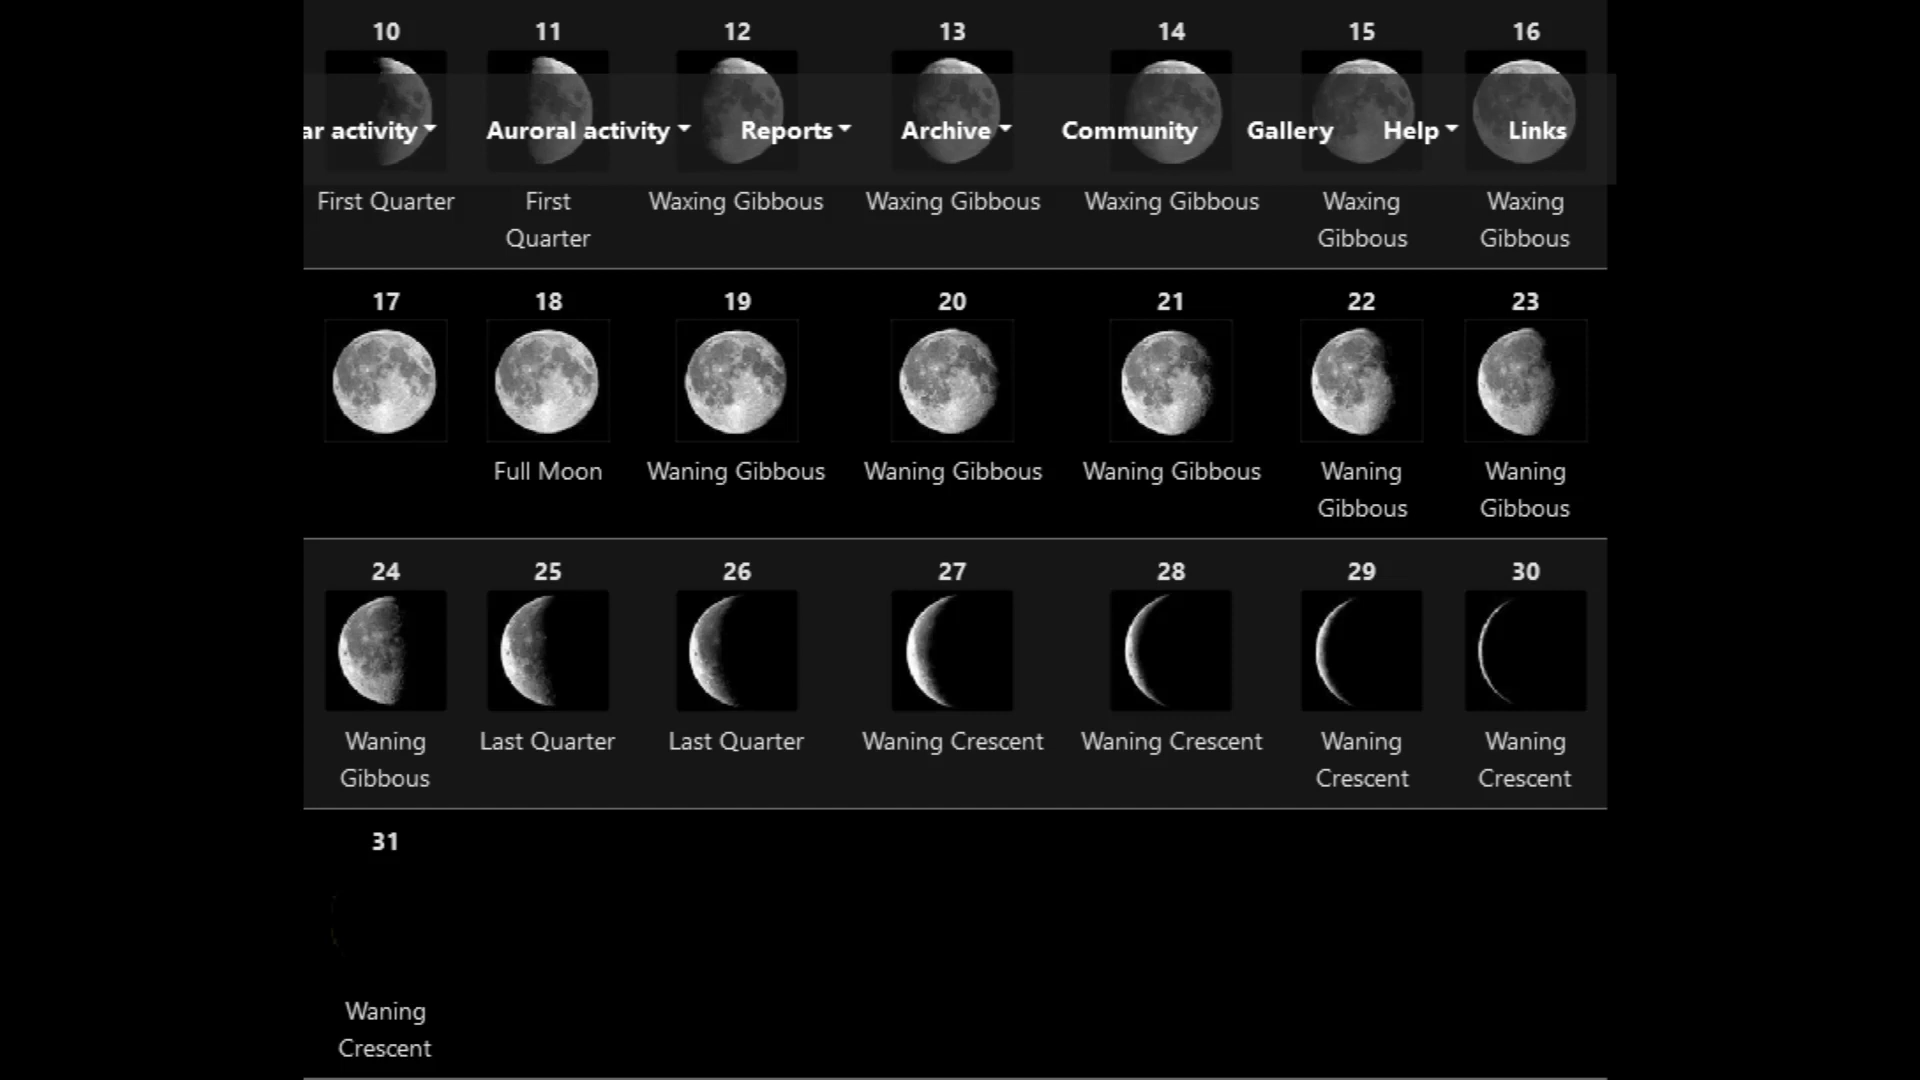 10 11 12 13 14 15 16
ar activity Auroral activity Reports Archive Community Gallery Help Links
First Quarter First Waxing Gibbous Waxing Gibbous Waxing Gibbous Waxing Waxing
Quarter Gibbous Gibbous
17 18 19 20 21 22 23
Full Moon Waning Gibbous Waning Gibbous Waning Gibbous Waning Waning
Gibbous Gibbous
24 25 26 27 28 29 30
Waning Last Quarter Last Quarter Waning Crescent Waning Crescent Waning Waning
Gibbous Crescent Crescent
31
Waning
Crescent